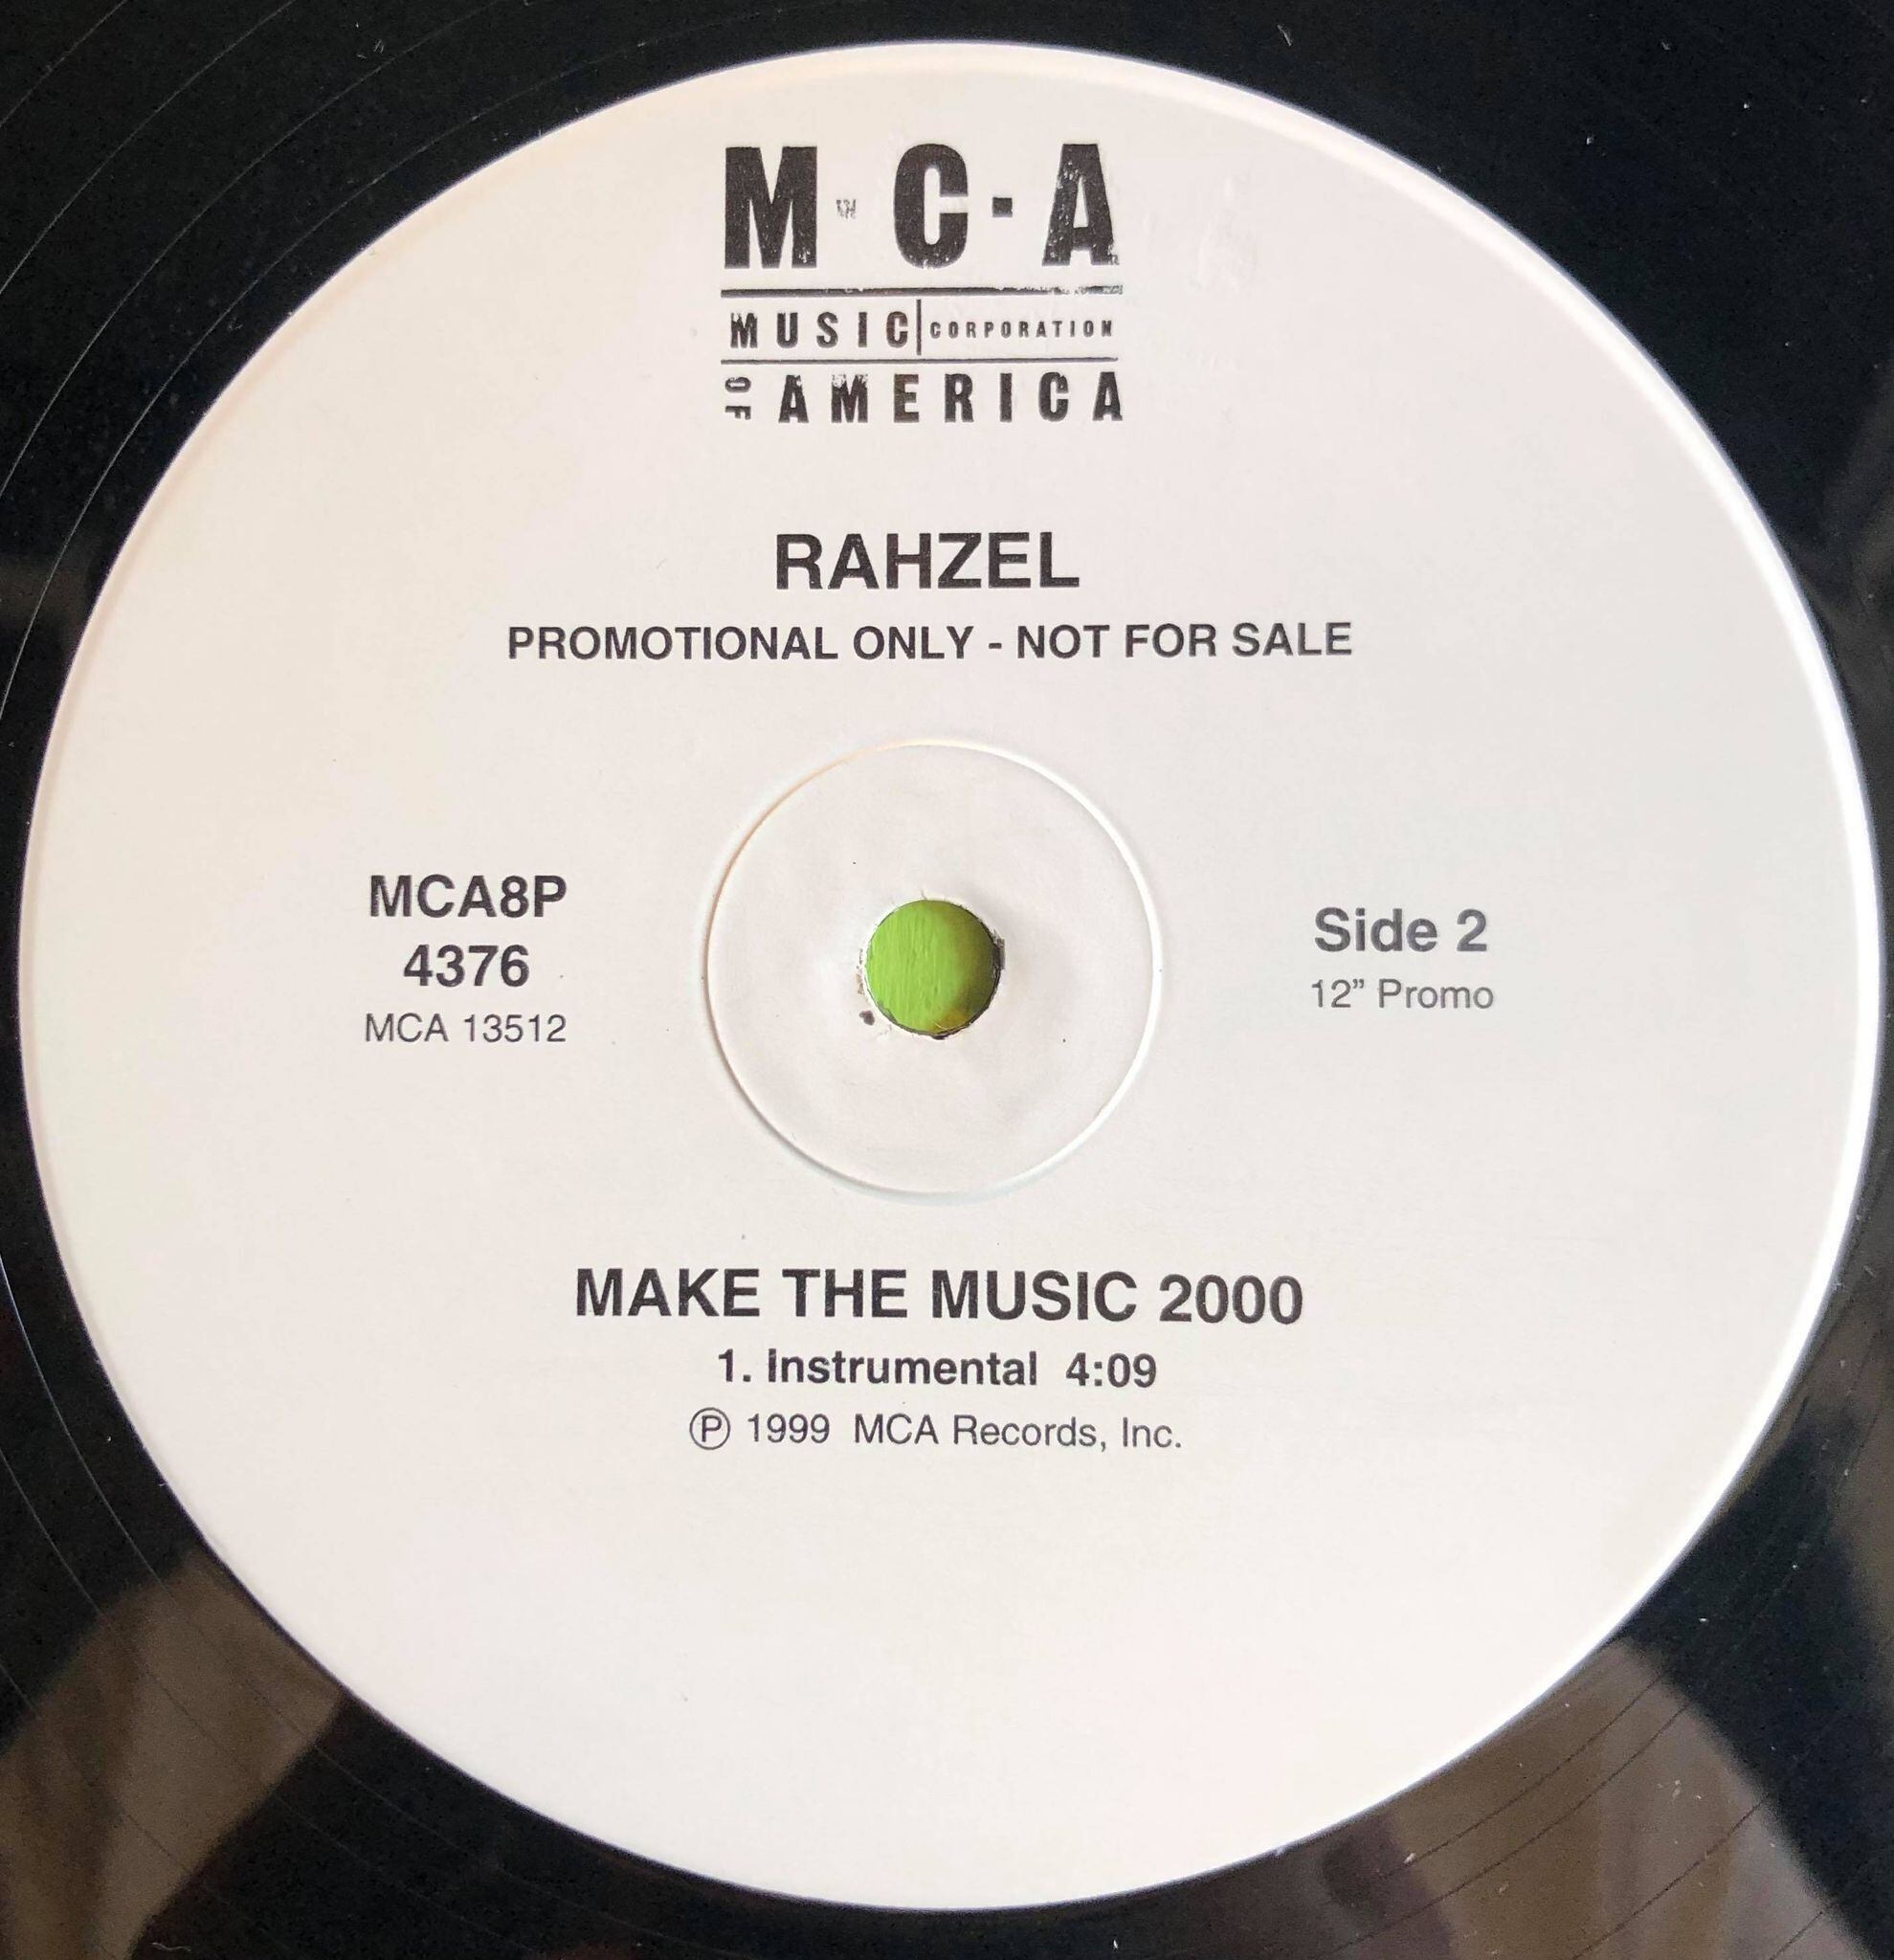 M·C·A
MUSIC CORPORATION
OF AMERICA
RAHZEL
PROMOTIONAL ONLY - NOT FOR SALE
MCA8P
4376
MCA 13512
Side 2
12” Promo
MAKE THE MUSIC 2000
1. Instrumental 4:09
Ⓟ 1999 MCA Records, Inc.